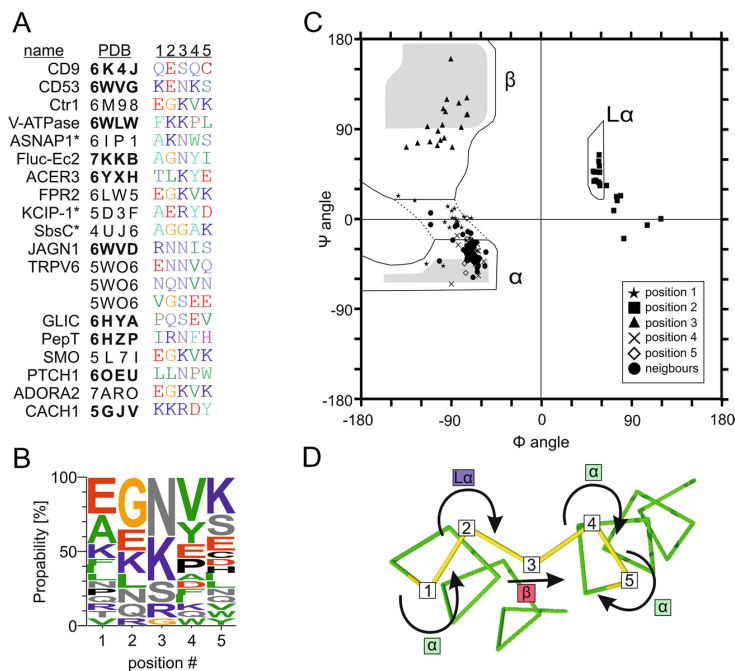 A
name PDB 12345
CD9 6K4J QESQC
CD53 6WVG KENKS
Ctr1 6M98 EGKVK
V-ATPase 6WLW FKKPL
ASNAP1* 6IP1 AKNWS
Fluc-Ec2 7KKB AGNYI
ACER3 6YXH TLKYE
FPR2 6LW5 EGKVK
KCIP-1* 5D3F AERYD
SbsC* 4UJ6 AGGAK
JAGN1 6WVD RNNIS
TRPV6 5WO6 ENNVQ
5WO6 NQNVN
5WO6 VGSEE
GLIC 6HYA PQSEV
PepT 6HZP IRNFH
SMO 5L7I EGKVK
PTCH1 6OEU LLNPW
ADORA2 7ARO EGKVK
CACH1 5GJV KKRDY
B
Propability [%]
100
50
0
1 2 3 4 5
position #
C
Ψ angle
180
90
0
-90
-180
-180 -90 0 90 180
Φ angle
β
Lα
α
position 1
position 2
position 3
position 4
position 5
neigbours
D
Lα
α
2
4
3
1
5
β
α
α